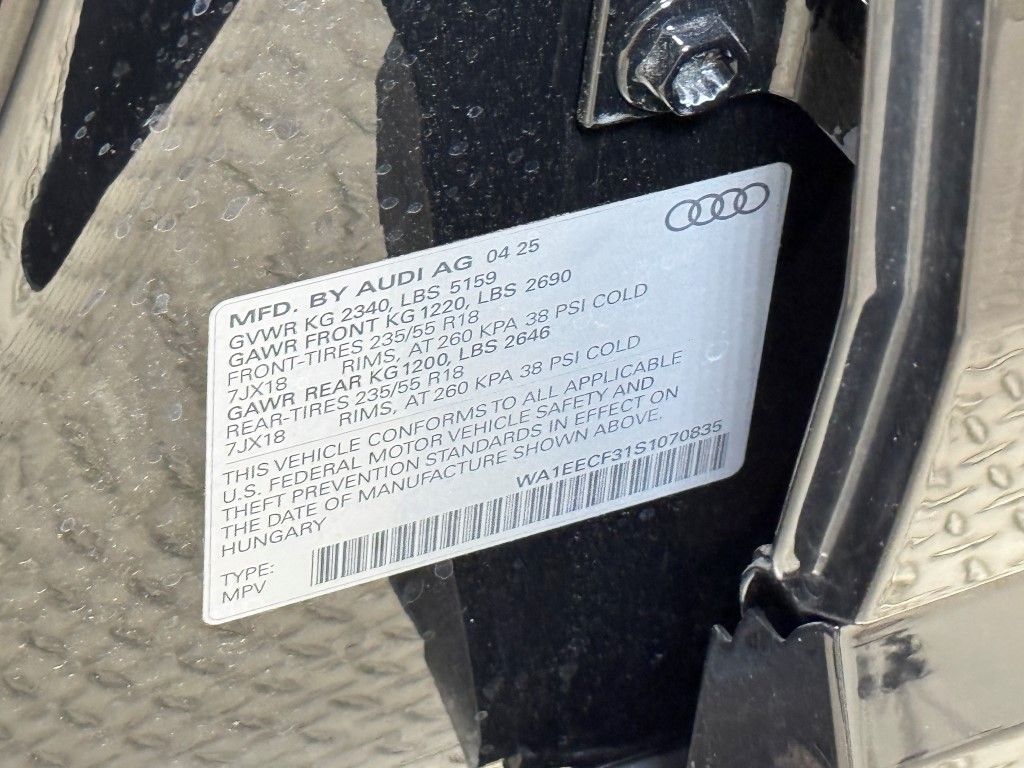 MFD. BY AUDI AG 04 25
GVWR KG 2340, LBS 5159
GAWR FRONT KG 1220, LBS 2690
FRONT-TIRES 235/55 R18
7JX18 RIMS, AT 260 KPA 38 PSI COLD
GAWR REAR KG 1200, LBS 2646
REAR-TIRES 235/55 R18
7JX18 RIMS, AT 260 KPA 38 PSI COLD
THIS VEHICLE CONFORMS TO ALL APPLICABLE
U.S. FEDERAL MOTOR VEHICLE SAFETY AND
THEFT PREVENTION STANDARDS IN EFFECT ON
THE DATE OF MANUFACTURE SHOWN ABOVE.
HUNGARY
WA1EECF31S1070835
TYPE:
MPV